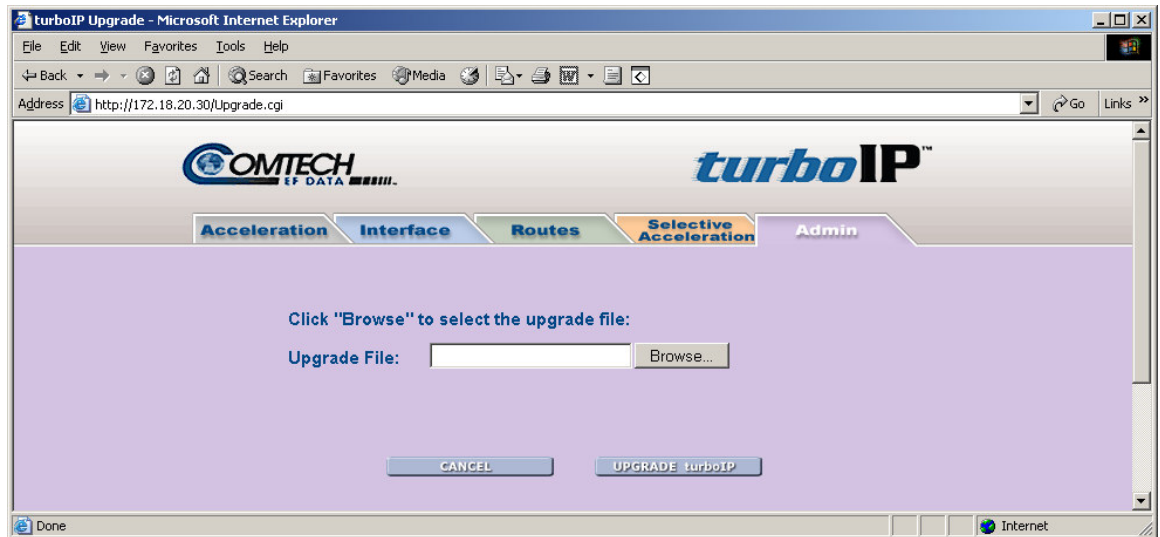 turboIP Upgrade - Microsoft Internet Explorer
File Edit View Favorites Tools Help
Back Search Favorites Media
Address http://172.18.20.30/Upgrade.cgi Go Links »
COMTECH
EF DATA
turboIP™
Acceleration Interface Routes Selective Acceleration Admin
Click "Browse" to select the upgrade file:
Upgrade File: Browse...
CANCEL UPGRADE turboIP
Done Internet